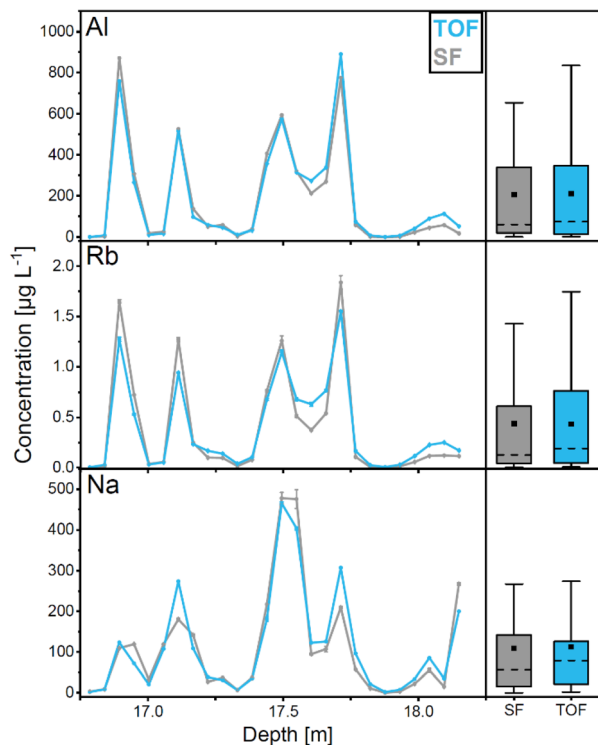 Al
TOF
SF
1000
800
600
400
200
0
Rb
2.0
1.5
1.0
0.5
0.0
Na
500
400
300
200
100
0
Concentration [µg L⁻¹]
17.0 17.5 18.0
Depth [m]
SF TOF